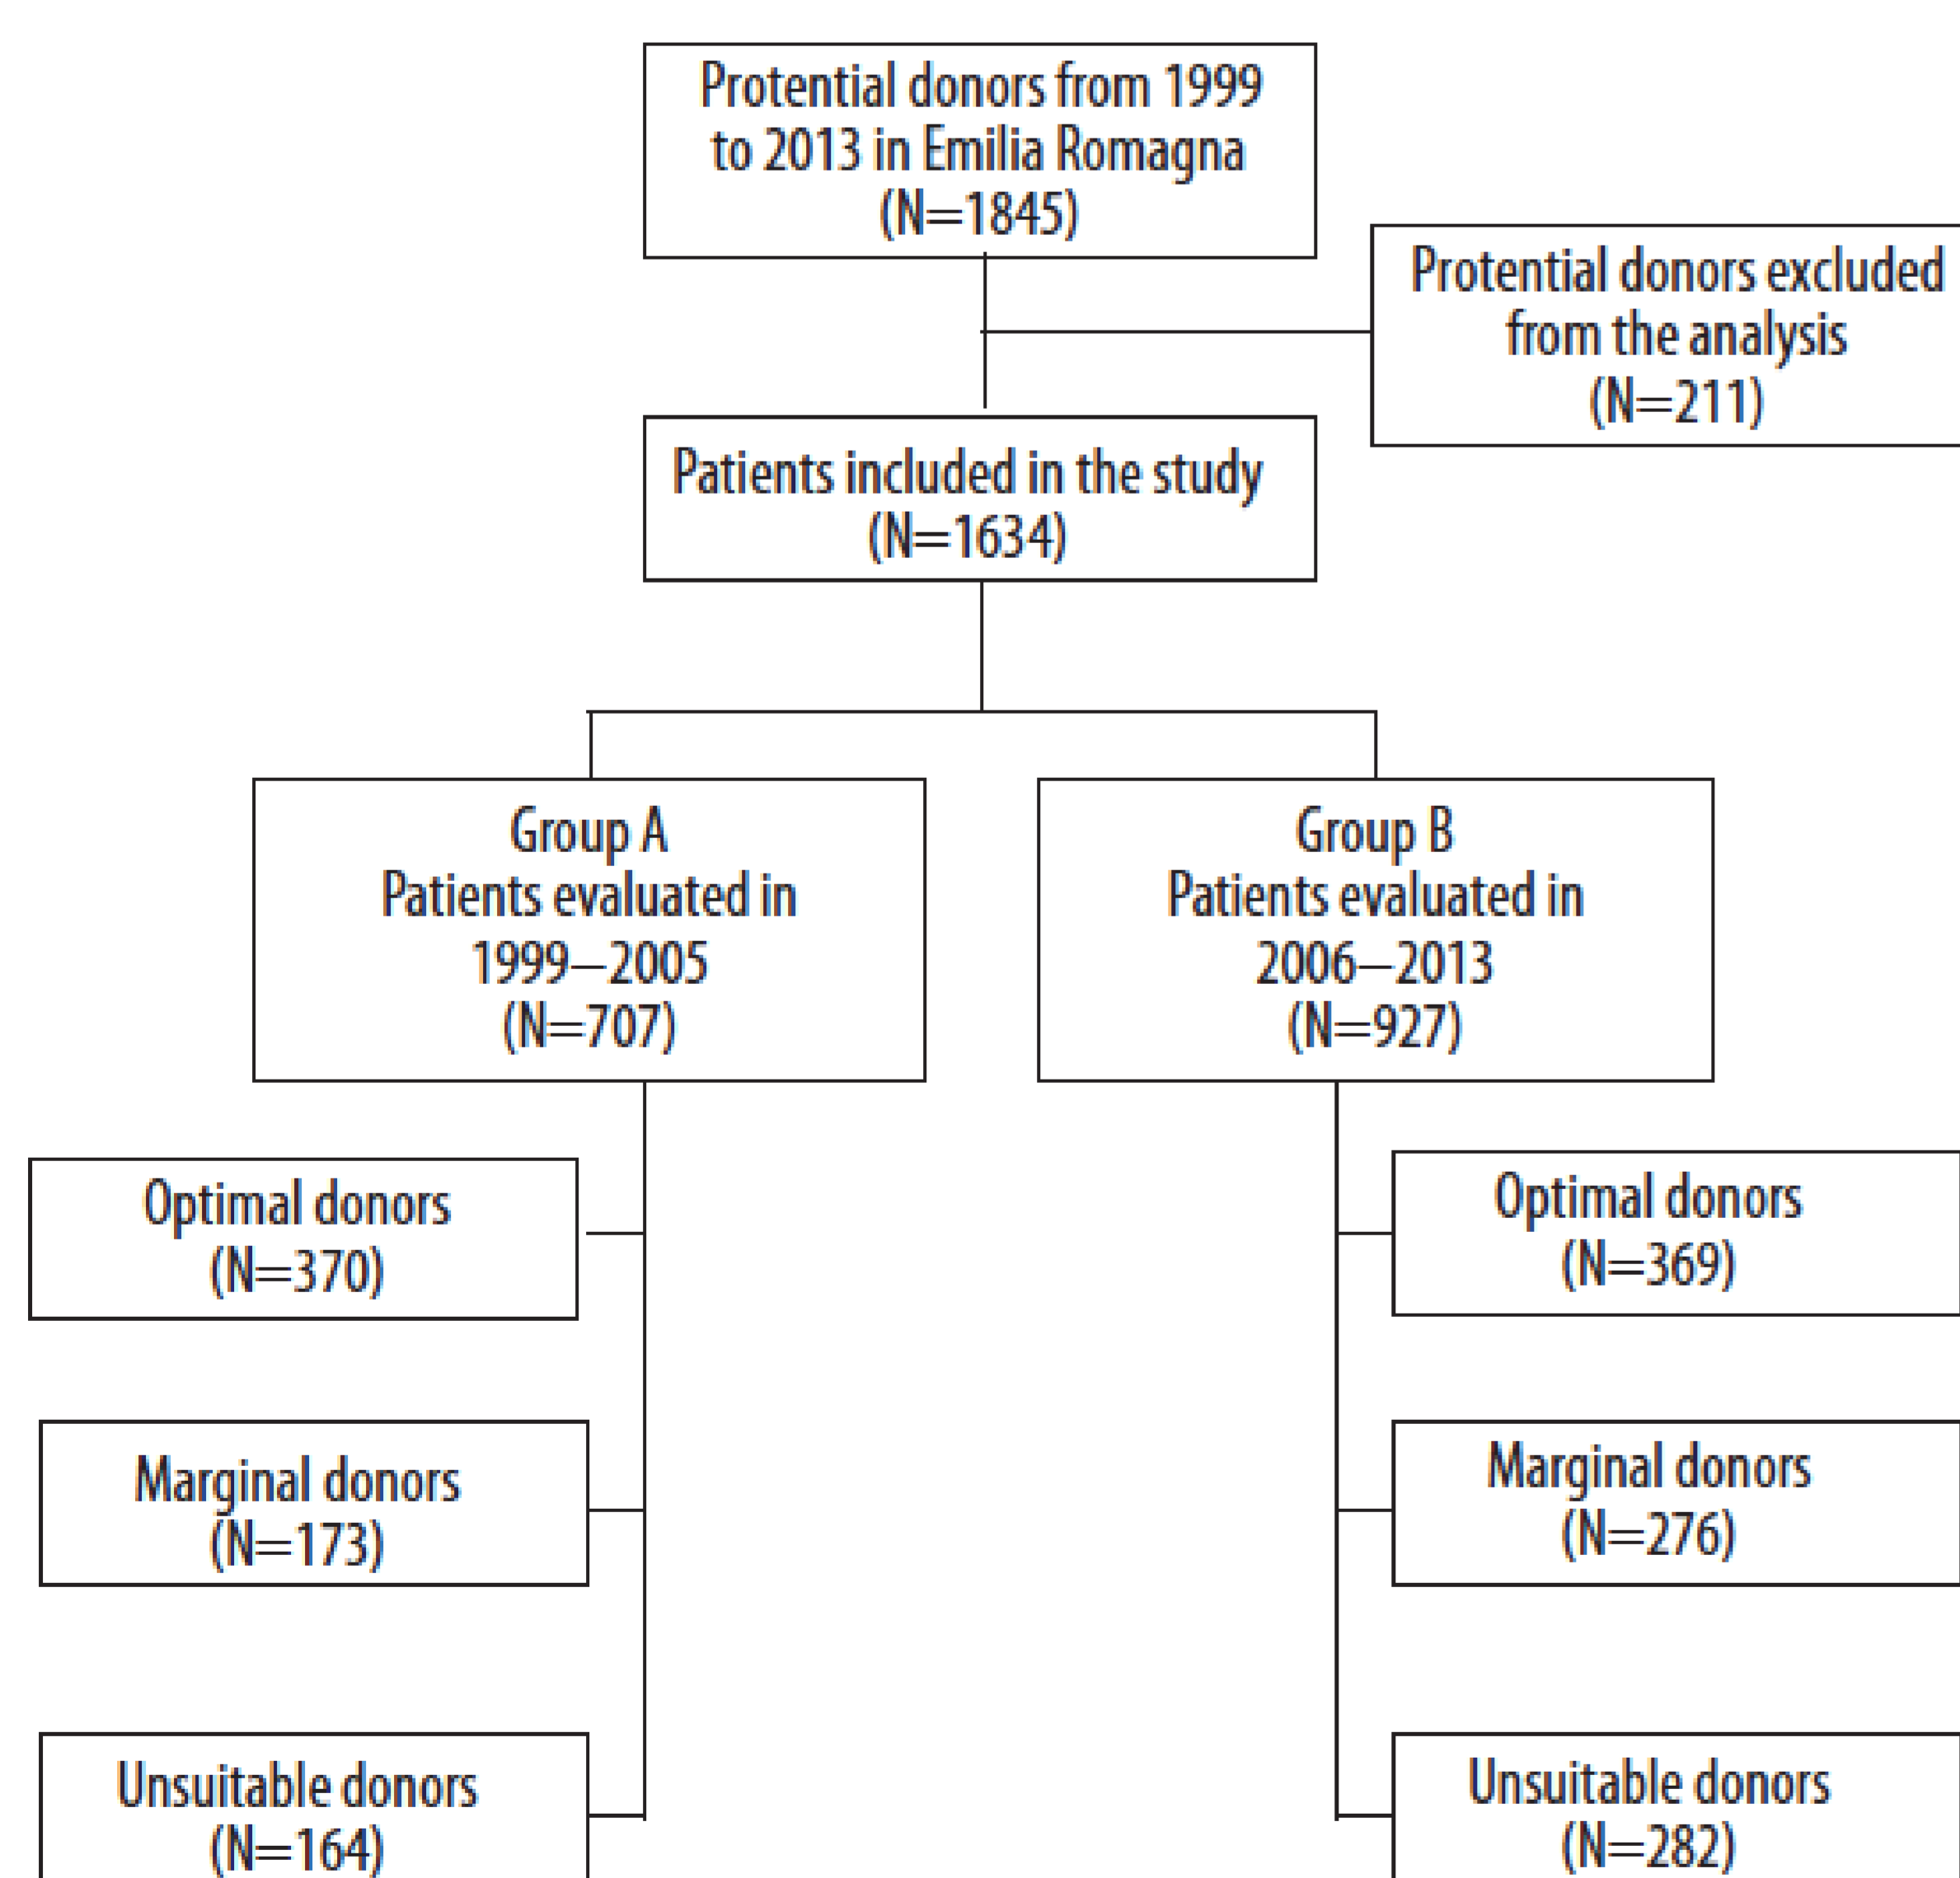 Protential donors from 1999
to 2013 in Emilia Romagna
(N=1845)
Protential donors excluded
from the analysis
(N=211)
Patients included in the study
(N=1634)
Group A
Patients evaluated in
1999–2005
(N=707)
Group B
Patients evaluated in
2006–2013
(N=927)
Optimal donors
(N=370)
Optimal donors
(N=369)
Marginal donors
(N=173)
Marginal donors
(N=276)
Unsuitable donors
(N=164)
Unsuitable donors
(N=282)